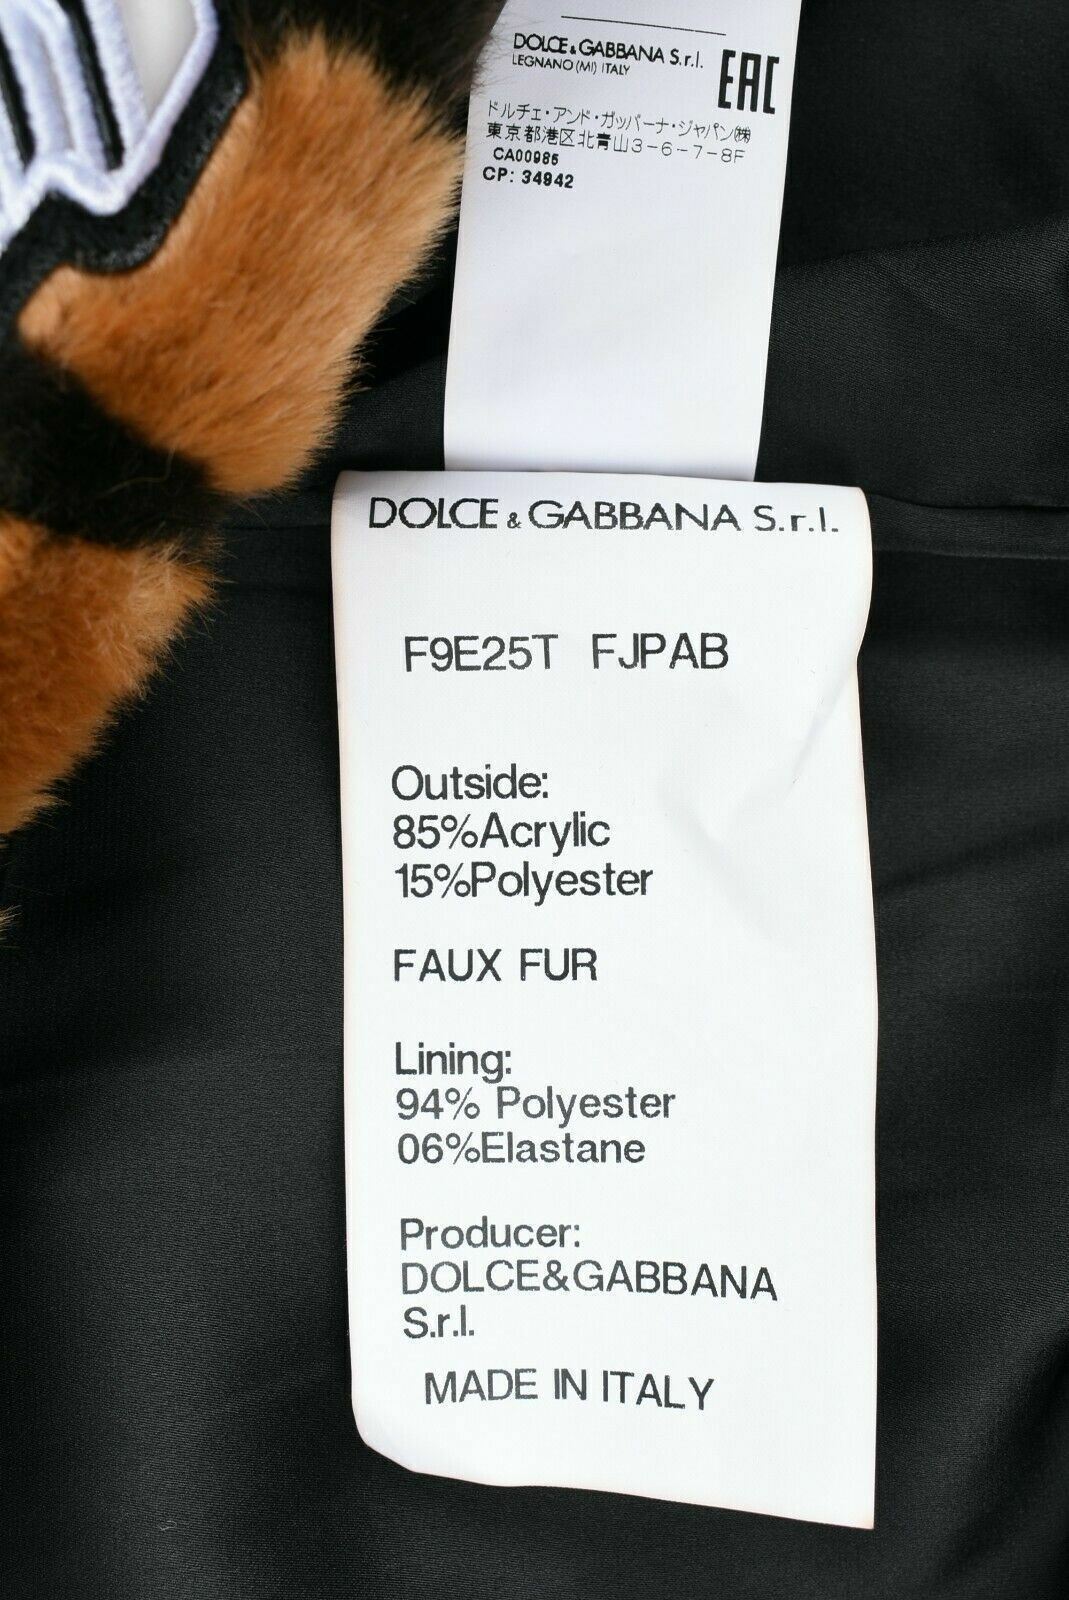 DOLCE & GABBANA S.r.l.
LEGNANO (MI) ITALY
EAC
ドルチェ・アンド・ガッバーナ・ジャパン㈱
東京都港区北青山3-6-7-8F
CA00985
CP: 34942
DOLCE & GABBANA S.r.l.
F9E25T FJPAB
Outside:
85%Acrylic
15%Polyester
FAUX FUR
Lining:
94% Polyester
06%Elastane
Producer:
DOLCE&GABBANA
S.r.l.
MADE IN ITALY